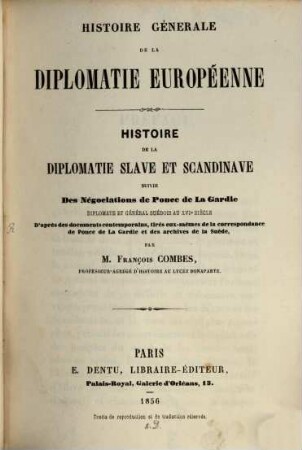 HISTOIRE GÉNERALE
DE LA
DIPLOMATIE EUROPÉENNE
HISTOIRE
DE LA
DIPLOMATIE SLAVE ET SCANDINAVE
SUIVIE
Des Négociations de Ponce de La Gardie
DIPLOMATE ET GÉNÉRAL SUÉDOIS AU XVIe SIÈCLE
D'après des documents contemporains, tirés eux-mêmes de la correspondance
de Ponce de La Gardie et des archives de la Suède,
PAR
M. FRANÇOIS COMBES,
PROFESSEUR-AGRÉGÉ D'HISTOIRE AU LYCÉE BONAPARTE.
PARIS
E. DENTU, LIBRAIRE-ÉDITEUR,
Palais-Royal, Galerie d'Orléans, 13.
1856
Droits de reproduction et de traduction réservés.